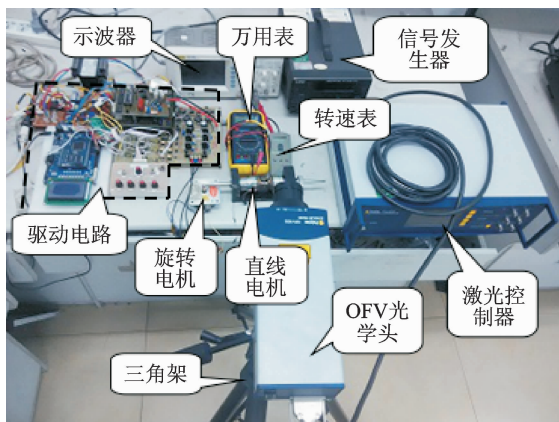 示波器
万用表
信号发
生器
转速表
驱动电路
旋转
电机
直线
电机
OFV光
学头
激光控
制器
三角架